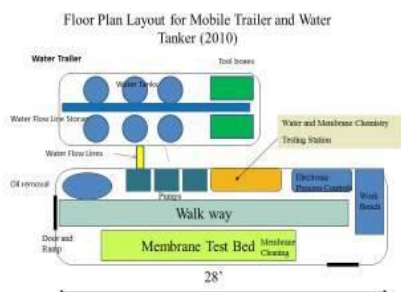 Floor Plan Layout for Mobile Trailer and Water
Tanker (2010)
Water Trailer
Tool boxes
Water Tanks
Water Flow Line Storage
Water and Membrane Chemistry
Testing Station
Water Flow Lines
Oil removal
Pumps
Electronic
Process Controls
Work
Bench
Walk way
Door and
Ramp
Membrane Test Bed
Membrane
Cleaning
28'